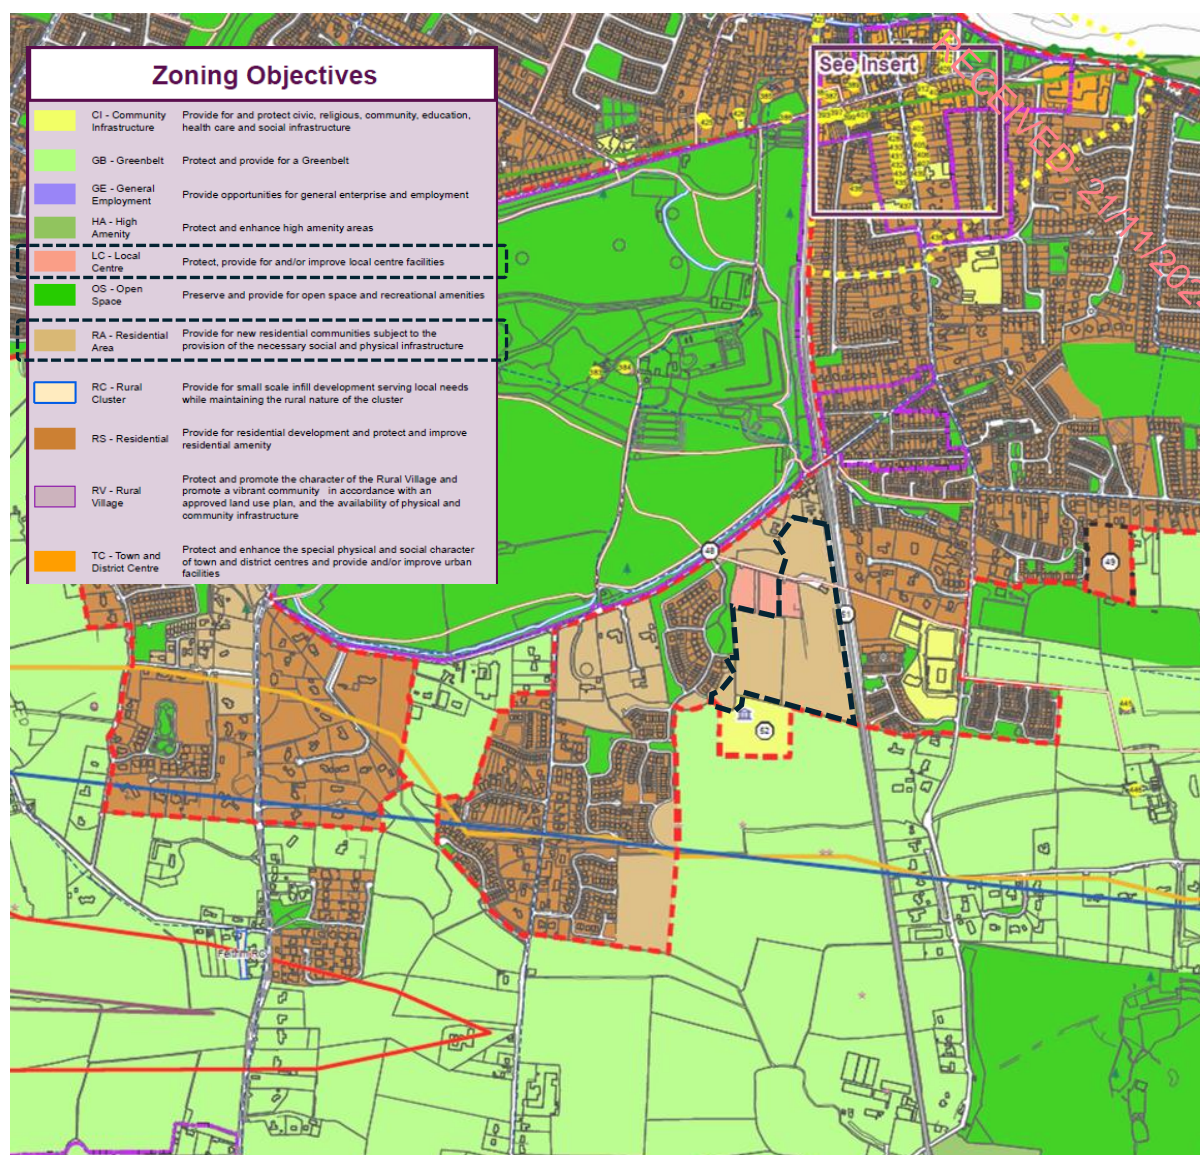 Zoning Objectives
CI - Community Infrastructure
Provide for and protect civic, religious, community, education,
health care and social infrastructure
GB - Greenbelt
Protect and provide for a Greenbelt
GE - General
Employment
Provide opportunities for general enterprise and employment
HA - High
Amenity
Protect and enhance high amenity areas
LC - Local
Centre
Protect, provide for and/or improve local centre facilities
OS - Open
Space
Preserve and provide for open space and recreational amenities
RA - Residential
Area
Provide for new residential communities subject to the
provision of the necessary social and physical infrastructure
RC - Rural
Cluster
Provide for small scale infill development serving local needs
while maintaining the rural nature of the cluster
RS - Residential
Provide for residential development and protect and improve
residential amenity
RV - Rural
Village
Protect and promote the character of the Rural Village and
promote a vibrant community in accordance with an
approved land use plan, and the availability of physical and
community infrastructure
TC - Town and
District Centre
Protect and enhance the special physical and social character
of town and district centres and provide and/or improve urban
facilities
See Insert
RECEIVED: 21/11/202
383
384
48
49
51
52